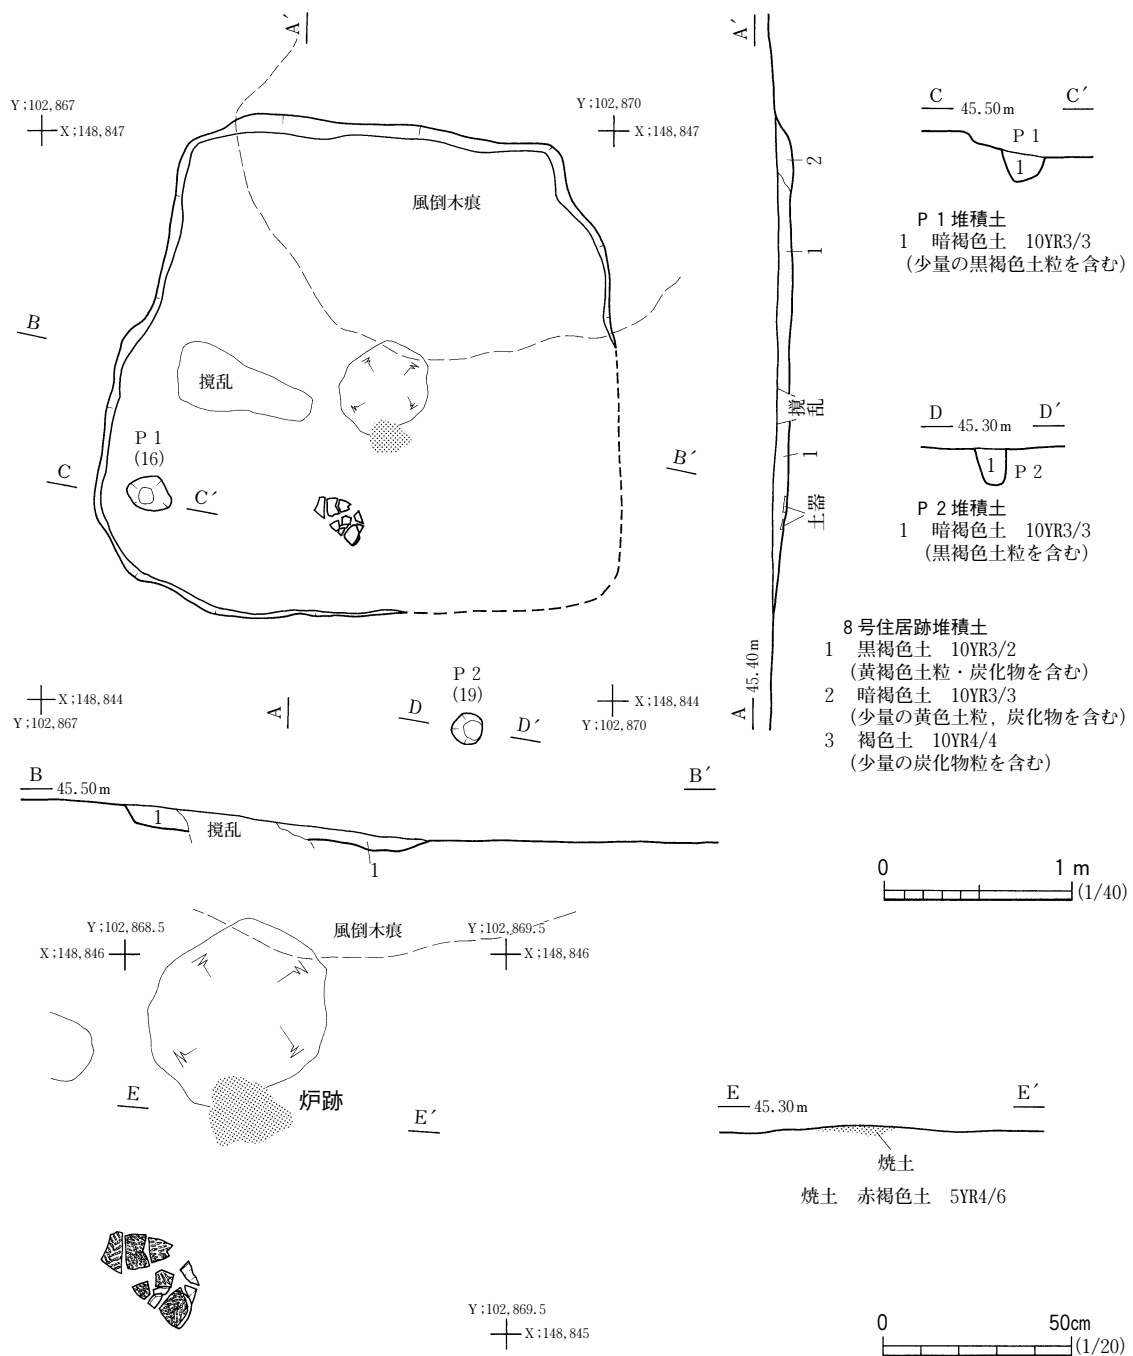 A′
A′
Y;102,867
X;148,847
Y;102,870
X;148,847
風倒木痕
2
1
B
撹乱
撹乱
P 1
(16)
C
C′
B′
1
土器
C
45.50m
C′
P 1
1
P 1 堆積土
1 暗褐色土 10YR3/3
(少量の黒褐色土粒を含む)
D
45.30m
D′
1
P 2
P 2 堆積土
1 暗褐色土 10YR3/3
(黒褐色土粒を含む)
8号住居跡堆積土
1 黒褐色土 10YR3/2
(黄褐色土粒・炭化物を含む)
2 暗褐色土 10YR3/3
(少量の黄色土粒,炭化物を含む)
3 褐色土 10YR4/4
(少量の炭化物粒を含む)
X;148,844
Y;102,867
A
P 2
(19)
D
D′
X;148,844
Y;102,870
A
45.40m
B
45.50m
B′
1
撹乱
1
0 1 m
(1/40)
Y;102,868.5
X;148,846
風倒木痕
Y;102,869.5
X;148,846
E
炉跡
E′
E
45.30m
E′
焼土
焼土 赤褐色土 5YR4/6
Y;102,869.5
X;148,845
0 50cm
(1/20)